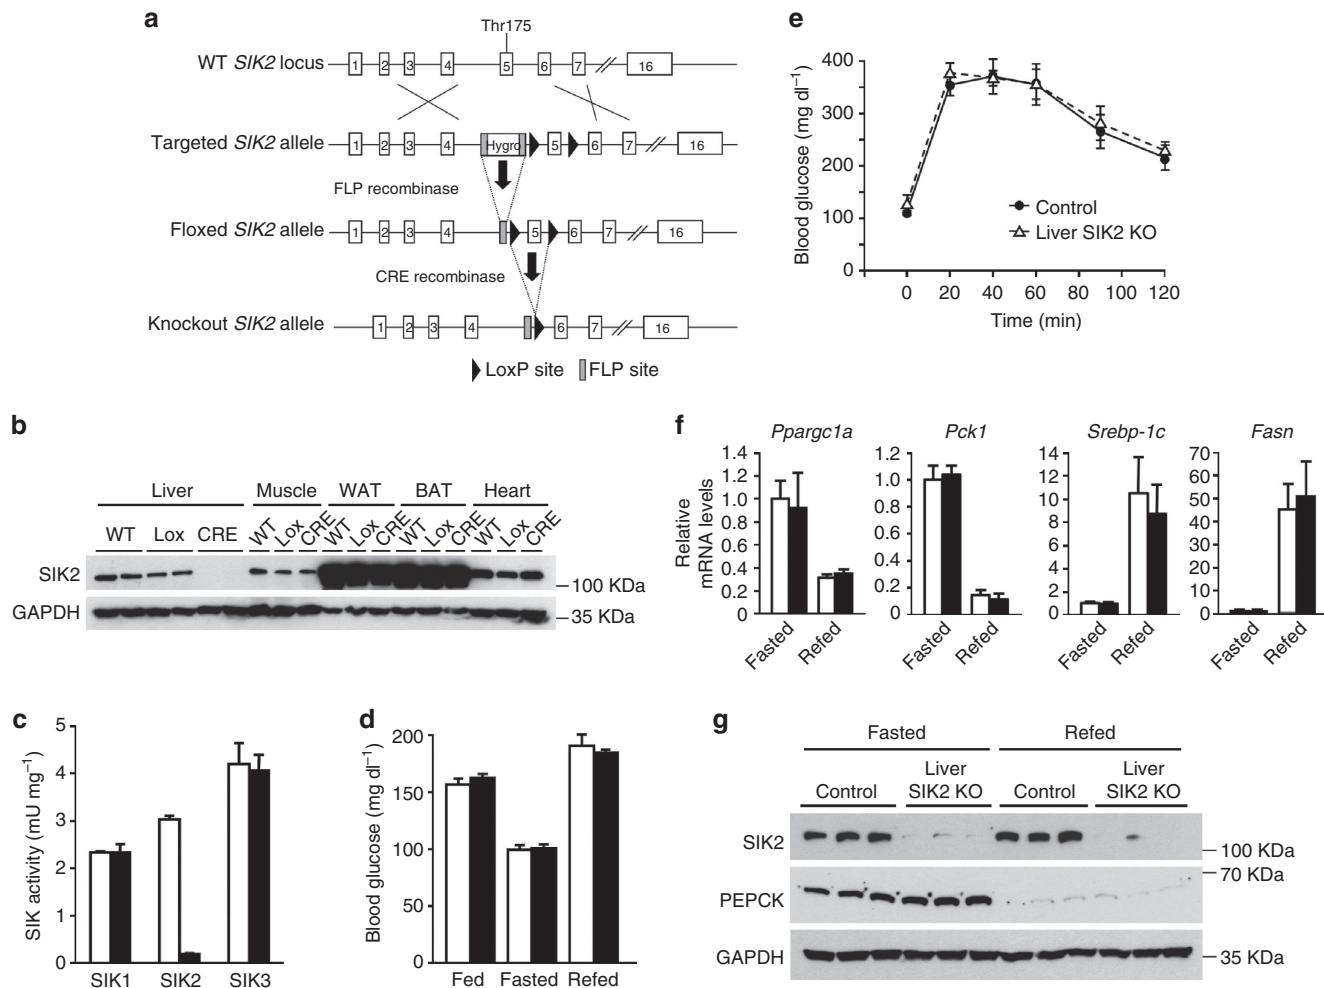 a
Thr175
WT SIK2 locus
1 2 3 4 5 6 7 16
Targeted SIK2 allele
1 2 3 4 Hygro 5 6 7 16
FLP recombinase
Floxed SIK2 allele
1 2 3 4 5 6 7 16
CRE recombinase
Knockout SIK2 allele
1 2 3 4 6 7 16
LoxP site FLP site
b
Liver Muscle WAT BAT Heart
WT Lox CRE WT Lox CRE WT Lox CRE WT Lox CRE WT Lox CRE
SIK2
100 KDa
GAPDH
35 KDa
c
SIK activity (mU mg–1)
5
4
3
2
1
0
SIK1 SIK2 SIK3
d
Blood glucose (mg dl–1)
200
150
100
50
0
Fed Fasted Refed
e
Blood glucose (mg dl–1)
400
300
200
100
0
Control
Liver SIK2 KO
0 20 40 60 80 100 120
Time (min)
f
Relative
mRNA levels
Ppargc1a
1.4
1.2
1.0
0.8
0.6
0.4
0.2
0
Fasted Refed
Pck1
1.2
1.0
0.8
0.6
0.4
0.2
0
Fasted Refed
Srebp-1c
14
12
10
8
6
4
2
0
Fasted Refed
Fasn
70
60
50
40
30
20
10
0
Fasted Refed
g
Fasted Refed
Control Liver SIK2 KO Control Liver SIK2 KO
SIK2
100 KDa
70 KDa
PEPCK
GAPDH
35 KDa